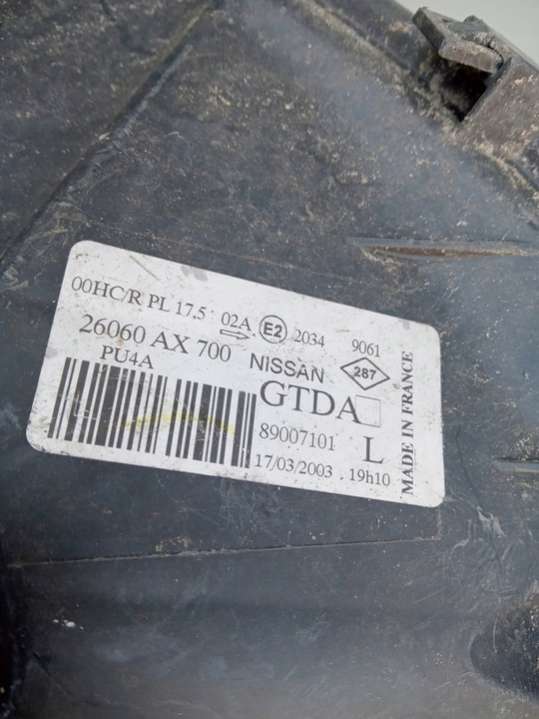 00HC/R PL 17.5 02A E2 2034 9061
26060 AX 700 NISSAN 287
PU4A GTDA
89007101 L
17/03/2003 . 19h10
MADE IN FRANCE